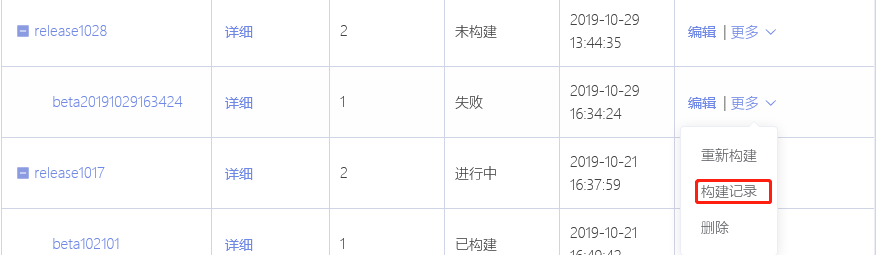 release1028 详细 2 未构建 2019-10-29 13:44:35 编辑 | 更多
beta20191029163424 详细 1 失败 2019-10-29 16:34:24 编辑 | 更多
重新构建
构建记录
删除
release1017 详细 2 进行中 2019-10-21 16:37:59
beta102101 详细 1 已构建 2019-10-21